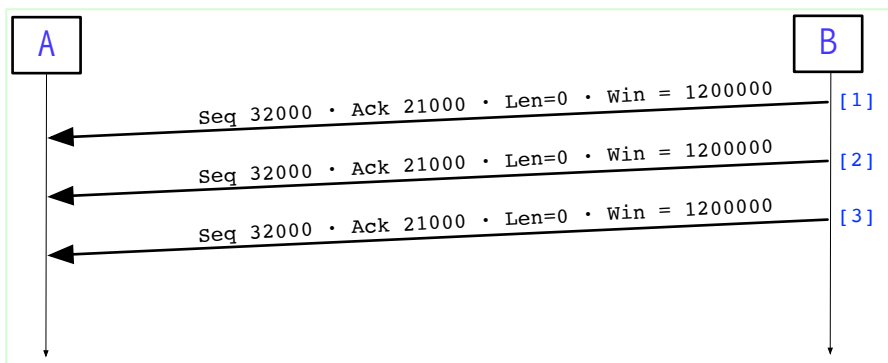 A
B
Seq 32000 · Ack 21000 · Len=0 · Win = 1200000
[1]
Seq 32000 · Ack 21000 · Len=0 · Win = 1200000
[2]
Seq 32000 · Ack 21000 · Len=0 · Win = 1200000
[3]